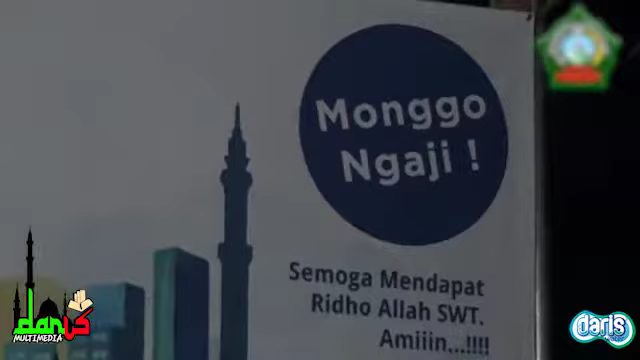 Monggo
Ngaji !
Semoga Mendapat
Ridho Allah SWT.
Amiiin...!!!!
MULTIMEDIA
daris